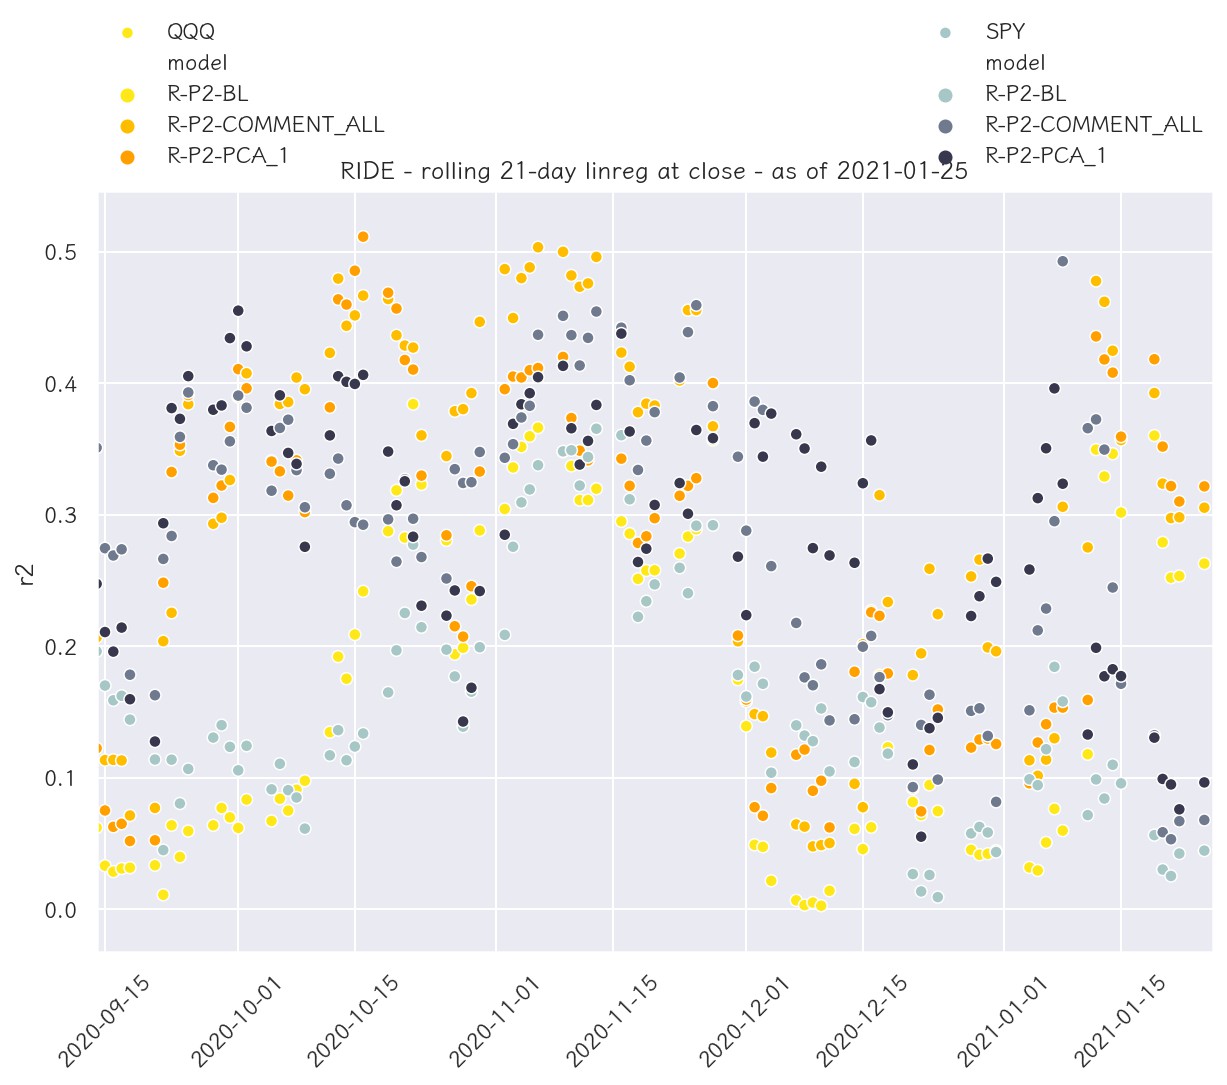 QQQ
model
R-P2-BL
R-P2-COMMENT_ALL
R-P2-PCA_1
SPY
model
R-P2-BL
R-P2-COMMENT_ALL
R-P2-PCA_1
RIDE - rolling 21-day linreg at close - as of 2021-01-25
r2
0.5
0.4
0.3
0.2
0.1
0.0
2020-09-15
2020-10-01
2020-10-15
2020-11-01
2020-11-15
2020-12-01
2020-12-15
2021-01-01
2021-01-15